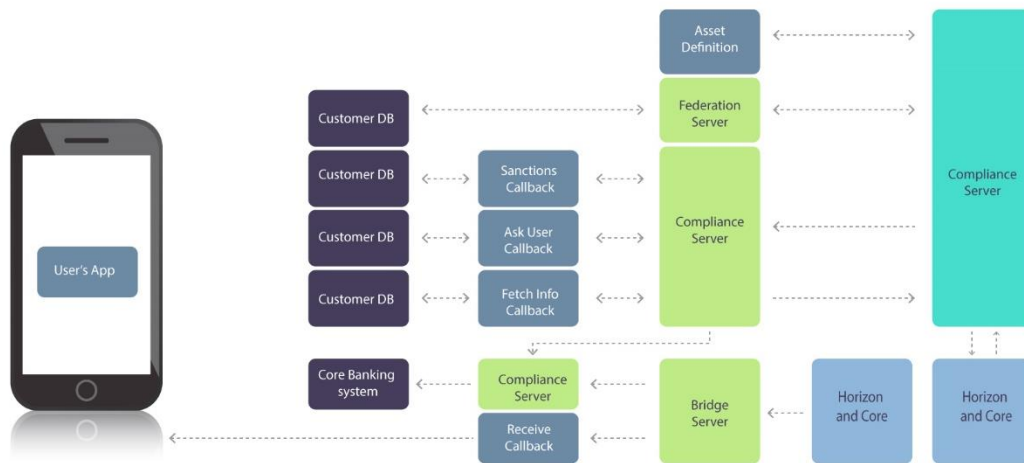 Asset
Definition
Customer DB
Federation
Server
Customer DB
Sanctions
Callback
Compliance
Server
User's App
Customer DB
Ask User
Callback
Compliance
Server
Customer DB
Fetch Info
Callback
Core Banking
system
Compliance
Server
Bridge
Server
Horizon
and Core
Horizon
and Core
Receive
Callback